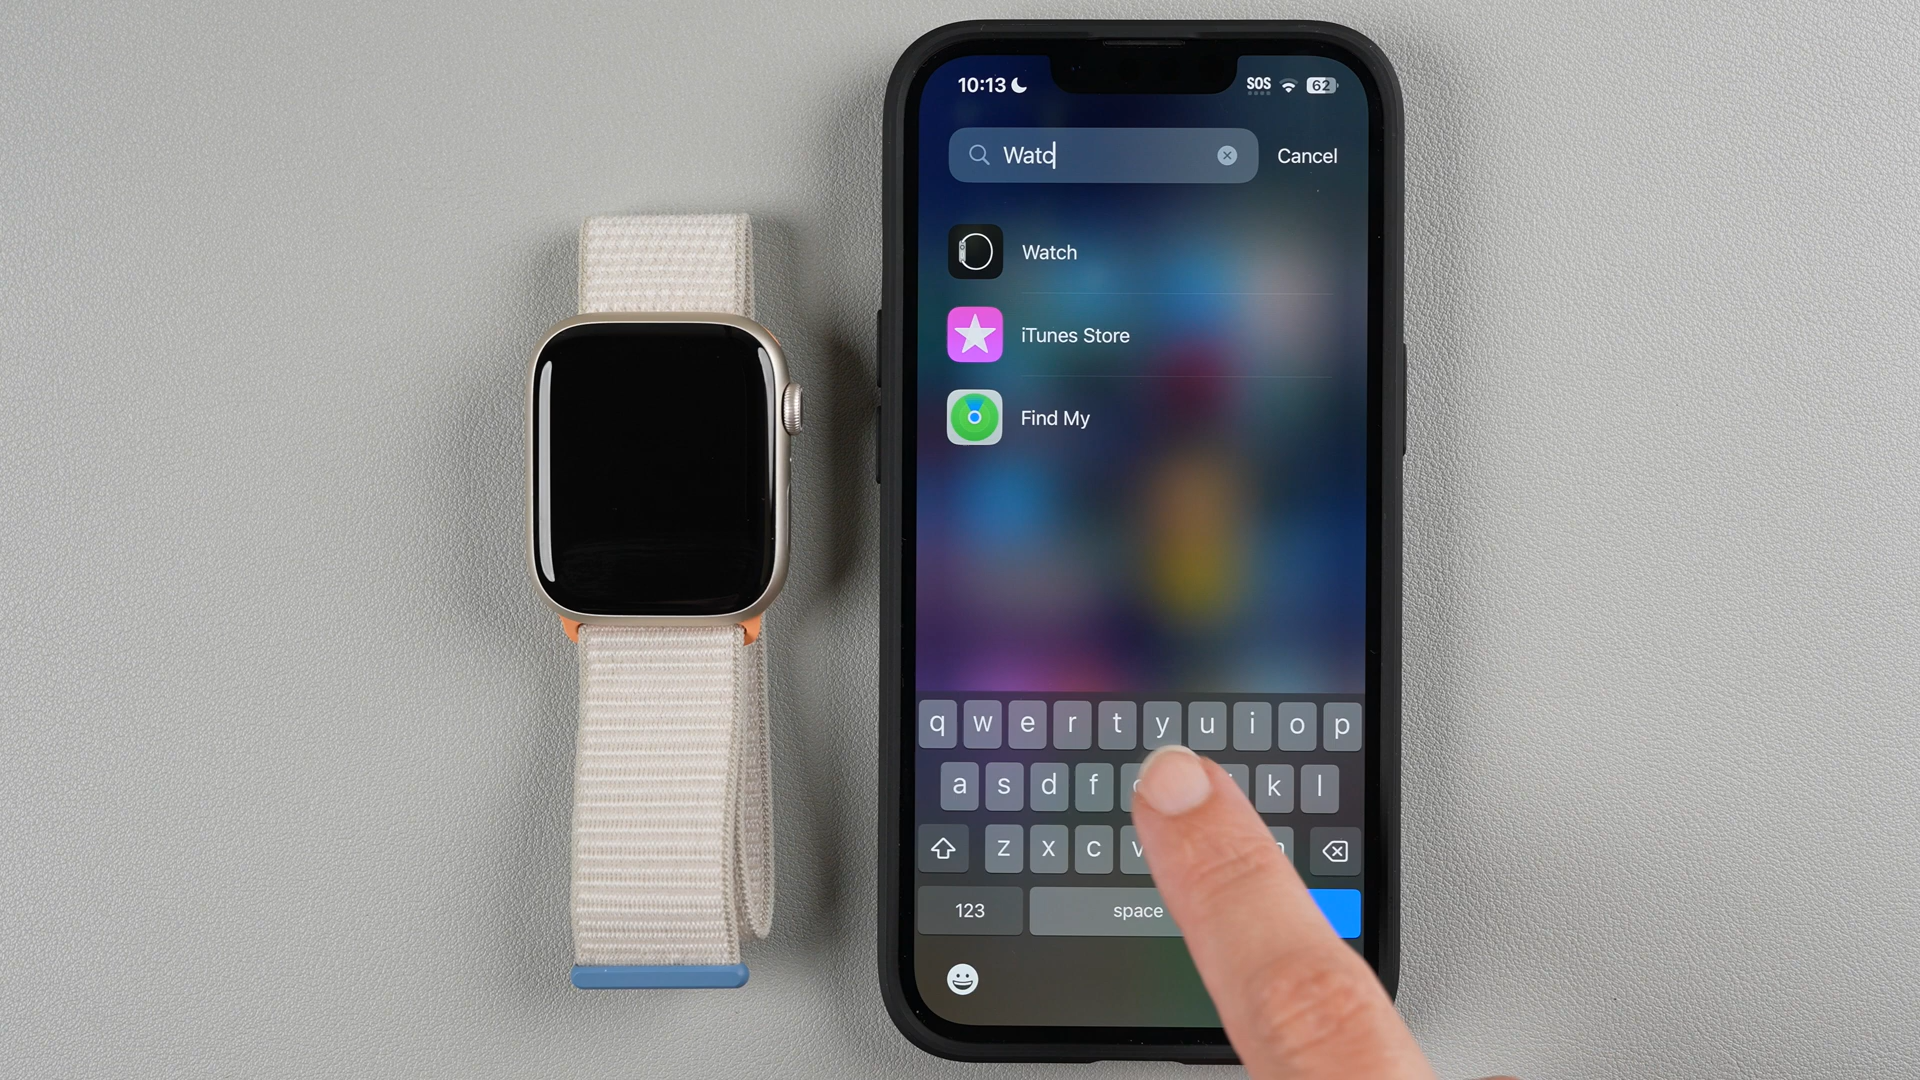 10:13
SOS
62
Watc
Cancel
Watch
iTunes Store
Find My
q w e r t y u i o p
a s d f k l
z x c v
123
space